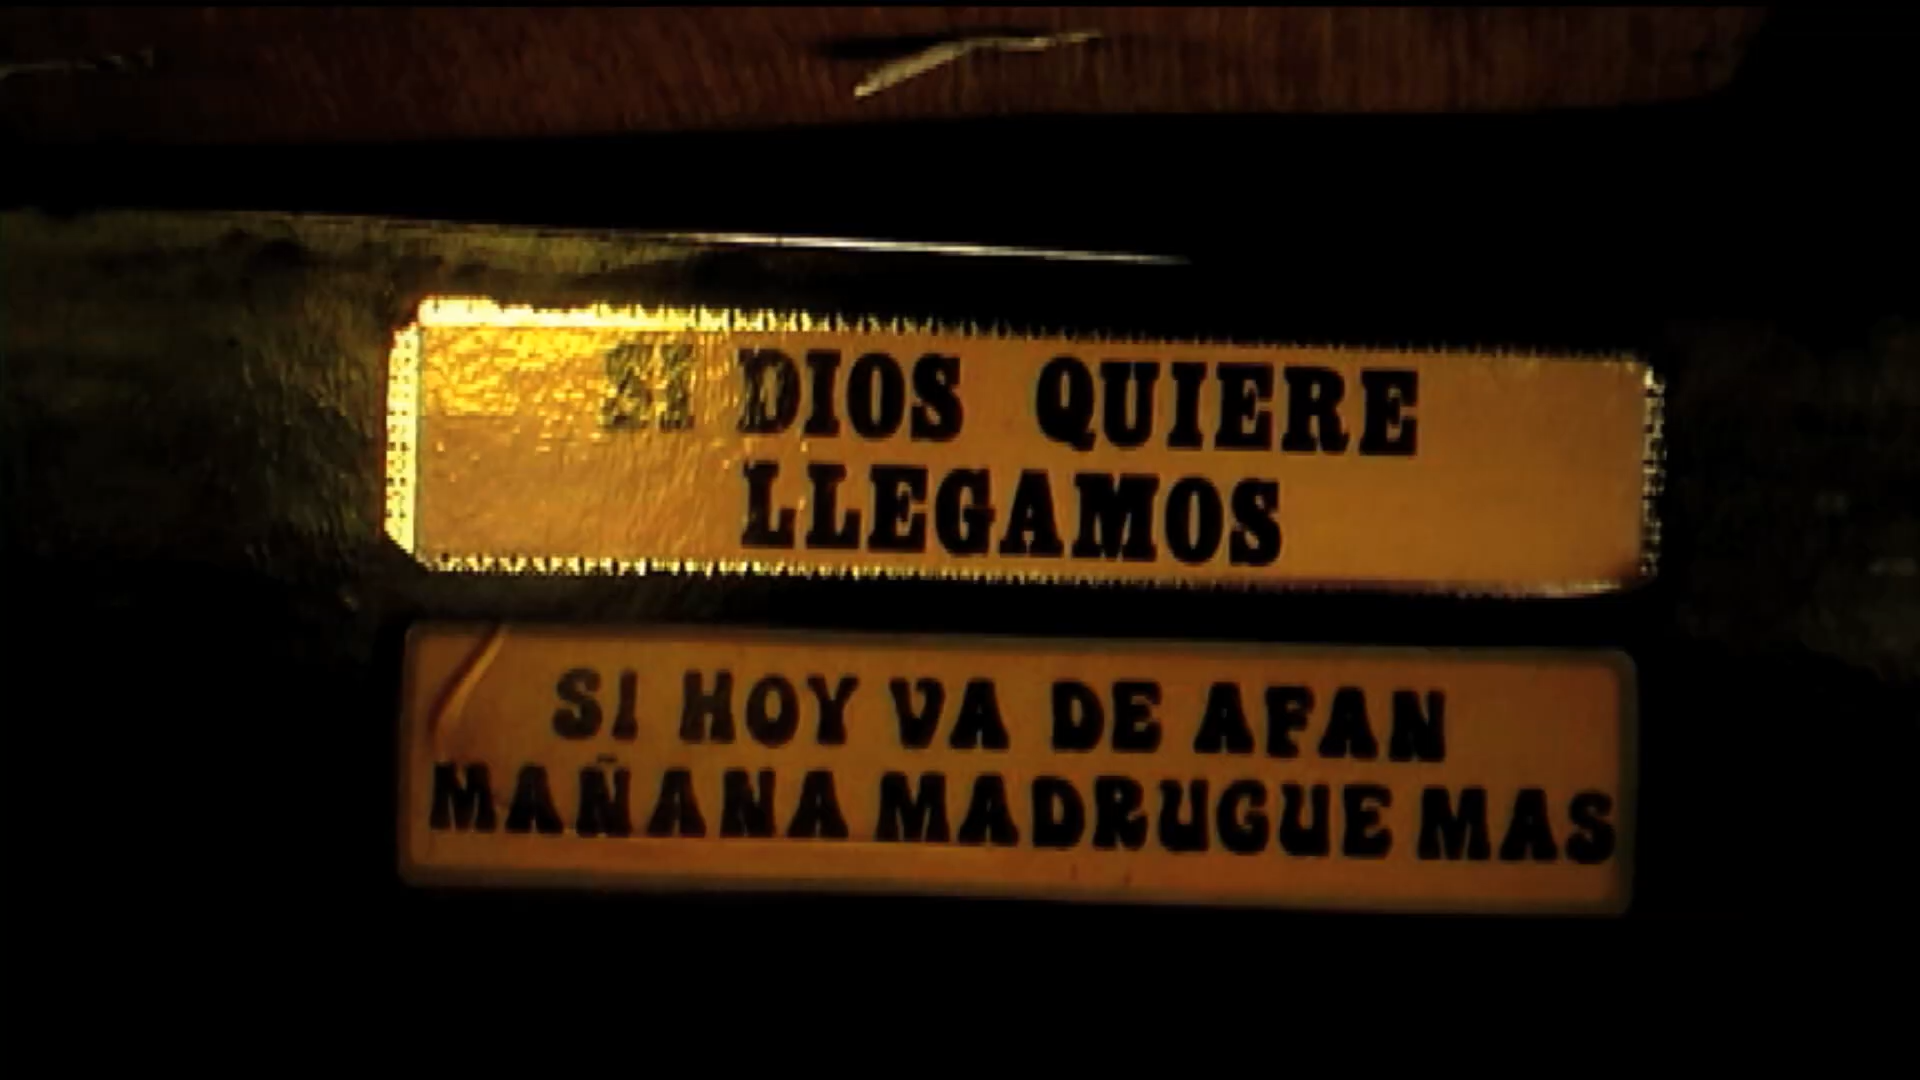 SI DIOS QUIERE
LLEGAMOS
SI HOY VA DE AFAN
MAÑANA MADRUGUE MAS